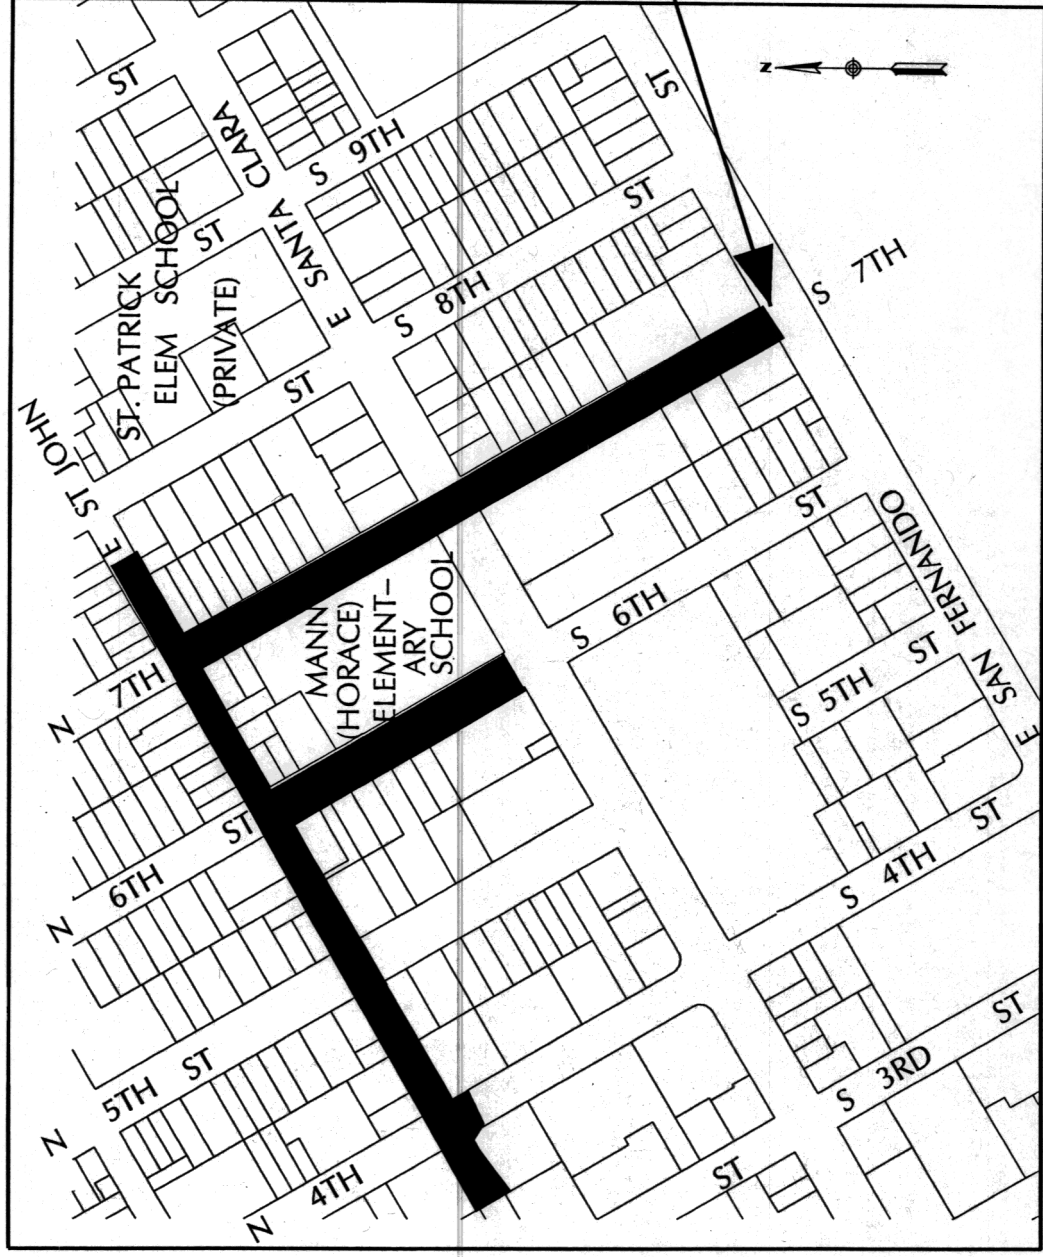 ST
ST
N
CLARA
S 9TH
ST
ST. PATRICK
ELEM SCHOOL
(PRIVATE)
E SANTA
ST
S 8TH
S 7TH
E ST JOHN
ST
MANN
(HORACE)
ELEMENT–
ARY
SCHOOL
N 7TH
S 6TH
ST
FERNANDO
N 6TH
ST
S 5TH
ST
E SAN
S 4TH
ST
N 5TH
ST
N 4TH
S 3RD
ST
ST